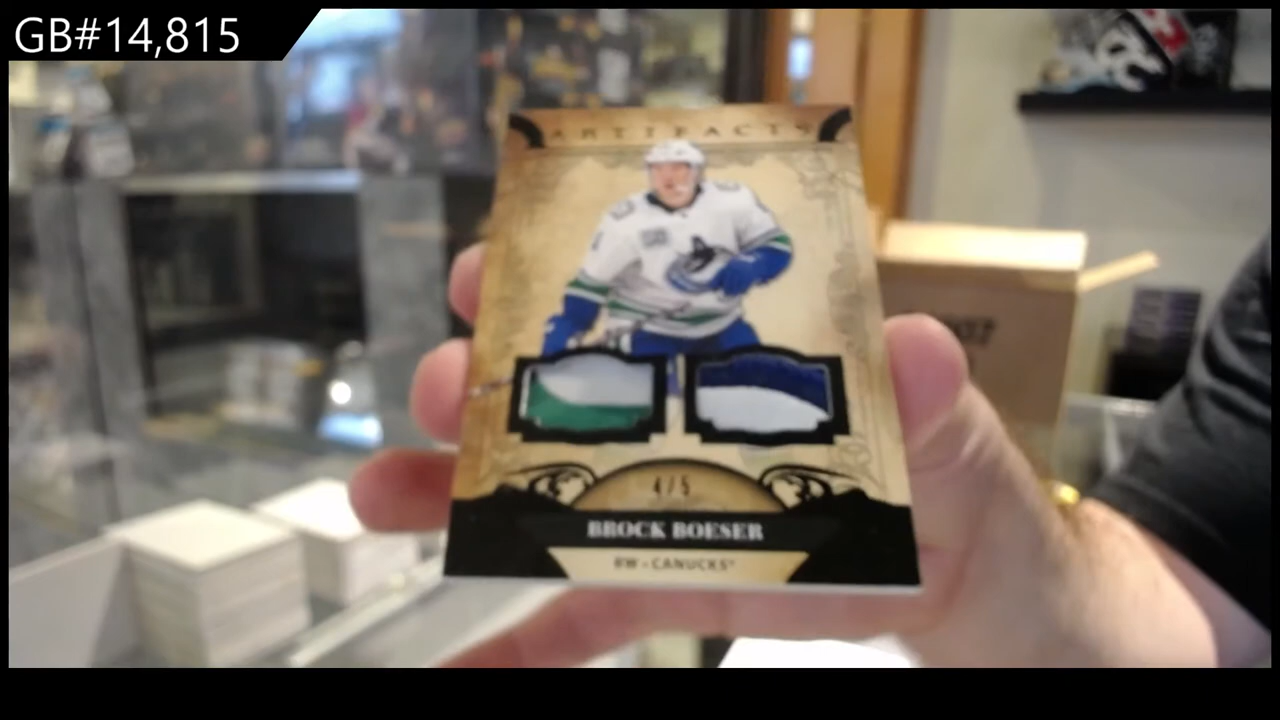 GB#14,815
ARTIFACTS
4/5
BROCK BOESER
RW - CANUCKS